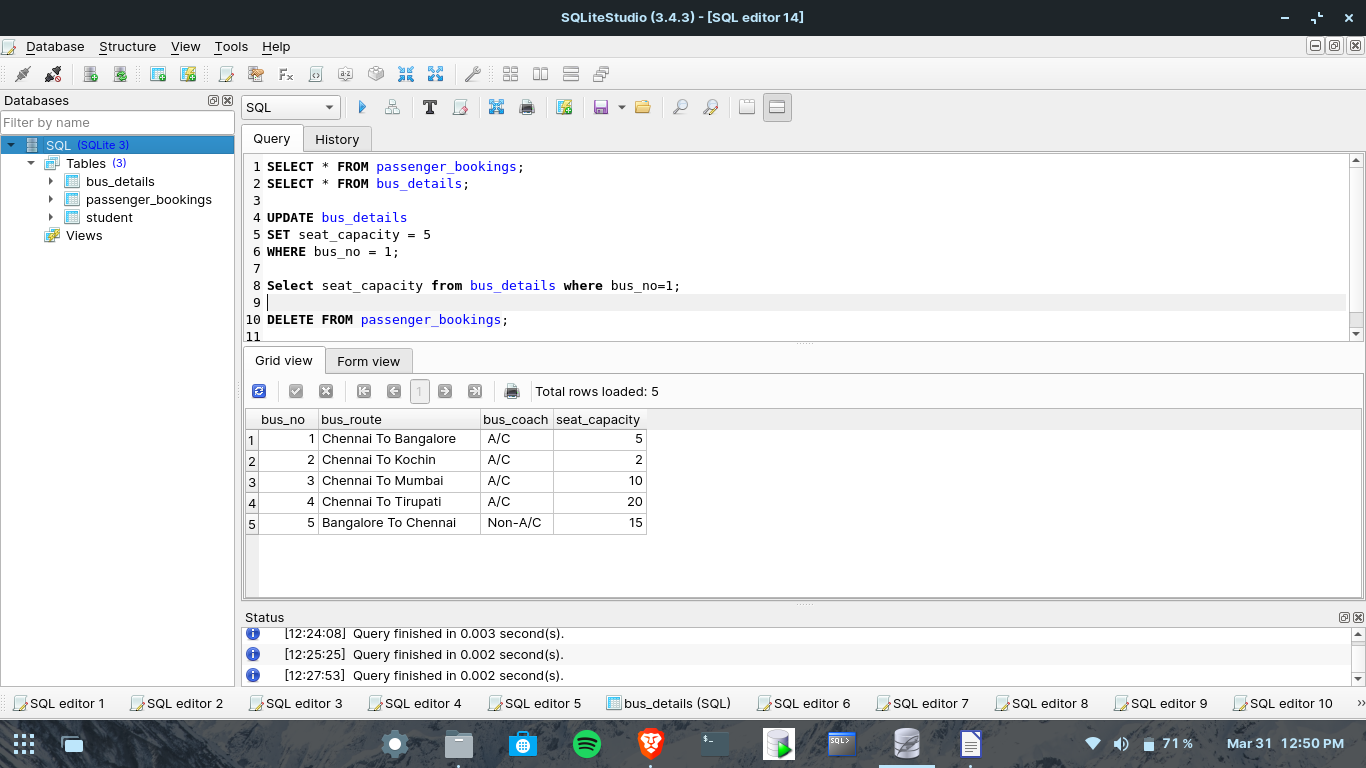 SQLiteStudio (3.4.3) - [SQL editor 14]
Database Structure View Tools Help
Databases
Filter by name
SQL (SQLite 3)
Tables (3)
bus_details
passenger_bookings
student
Views
SQL
Query History
1 SELECT * FROM passenger_bookings;
2 SELECT * FROM bus_details;
3
4 UPDATE bus_details
5 SET seat_capacity = 5
6 WHERE bus_no = 1;
7
8 Select seat_capacity from bus_details where bus_no=1;
9
10 DELETE FROM passenger_bookings;
11
Grid view Form view
1 Total rows loaded: 5
bus_no bus_route bus_coach seat_capacity
1 1 Chennai To Bangalore A/C 5
2 2 Chennai To Kochin A/C 2
3 3 Chennai To Mumbai A/C 10
4 4 Chennai To Tirupati A/C 20
5 5 Bangalore To Chennai Non-A/C 15
Status
[12:24:08] Query finished in 0.003 second(s).
[12:25:25] Query finished in 0.002 second(s).
[12:27:53] Query finished in 0.002 second(s).
SQL editor 1 SQL editor 2 SQL editor 3 SQL editor 4 SQL editor 5 bus_details (SQL) SQL editor 6 SQL editor 7 SQL editor 8 SQL editor 9 SQL editor 10
SQL>
71 % Mar 31 12:50 PM